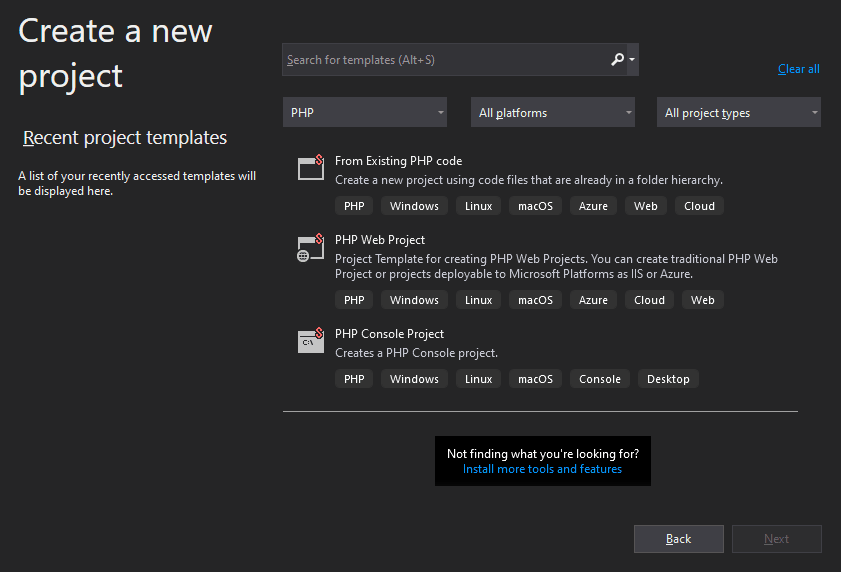 Create a new
project
Search for templates (Alt+S)
Clear all
PHP
All platforms
All project types
Recent project templates
A list of your recently accessed templates will
be displayed here.
From Existing PHP code
Create a new project using code files that are already in a folder hierarchy.
PHP Windows Linux macOS Azure Web Cloud
PHP Web Project
Project Template for creating PHP Web Projects. You can create traditional PHP Web
Project or projects deployable to Microsoft Platforms as IIS or Azure.
PHP Windows Linux macOS Azure Cloud Web
C:\
PHP Console Project
Creates a PHP Console project.
PHP Windows Linux macOS Console Desktop
Not finding what you're looking for?
Install more tools and features
Back
Next